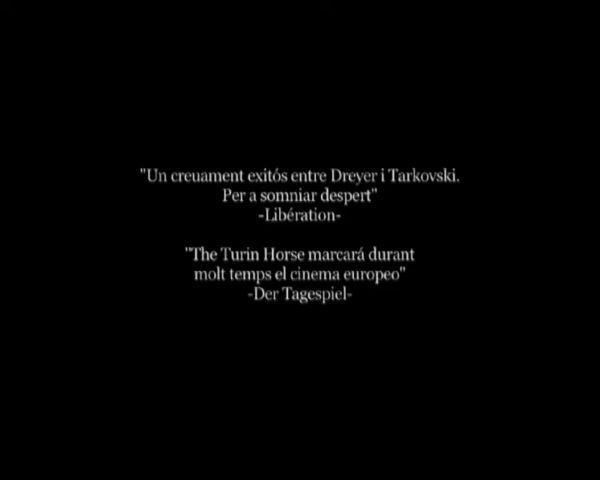 "Un creuament exitós entre Dreyer i Tarkovski.
Per a somniar despert"
-Libération-
"The Turin Horse marcará durant
molt temps el cinema europeo"
-Der Tagespiel-